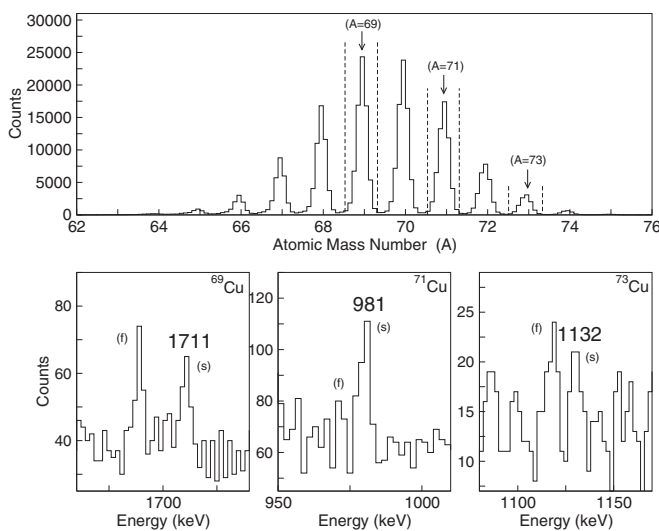 30000
25000
20000
15000
10000
5000
0
Counts
(A=69)
(A=71)
(A=73)
62 64 66 68 70 72 74 76
Atomic Mass Number (A)
80
60
40
Counts
69Cu
(f)
1711
(s)
1700
Energy (keV)
120
100
80
60
71Cu
981
(s)
(f)
950 1000
Energy (keV)
25
20
15
10
73Cu
(f)
1132
(s)
1100 1150
Energy (keV)